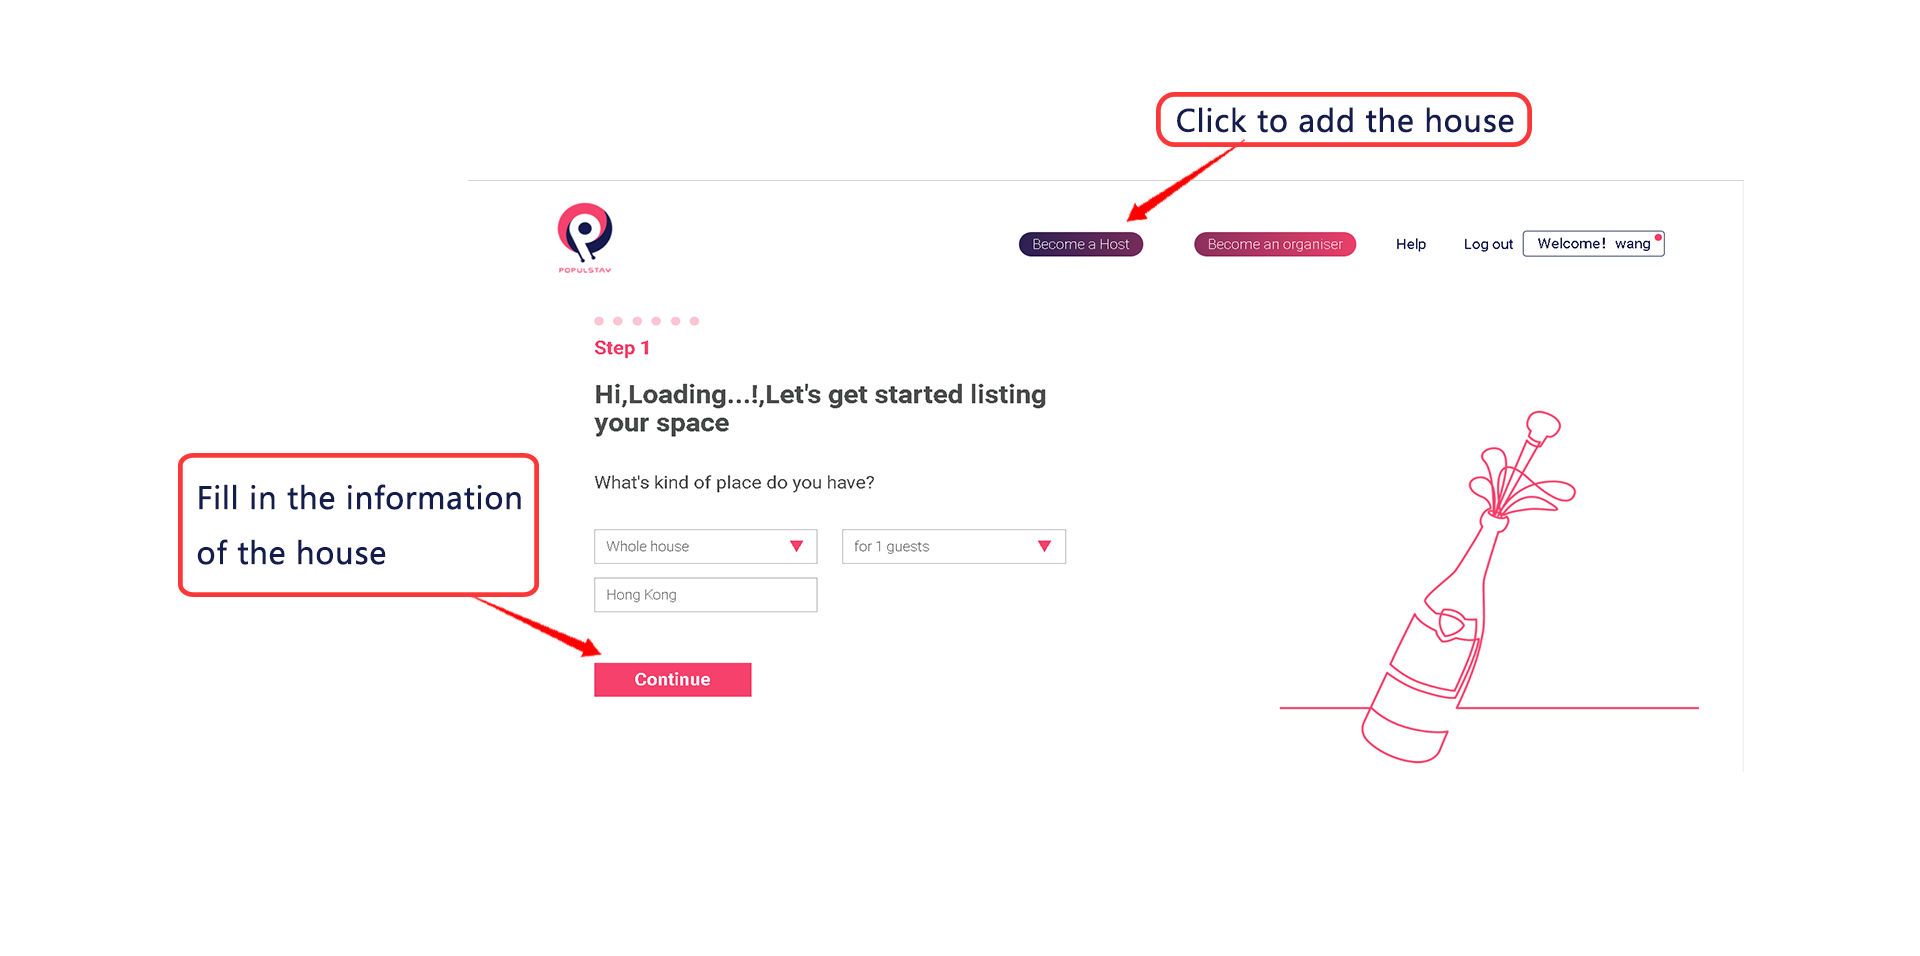 Click to add the house
POPULSTAY
Become a Host
Become an organiser
Help
Log out
Welcome! wang
Step 1
Hi,Loading...!,Let's get started listing
your space
Fill in the information
of the house
What's kind of place do you have?
Whole house
for 1 guests
Hong Kong
Continue